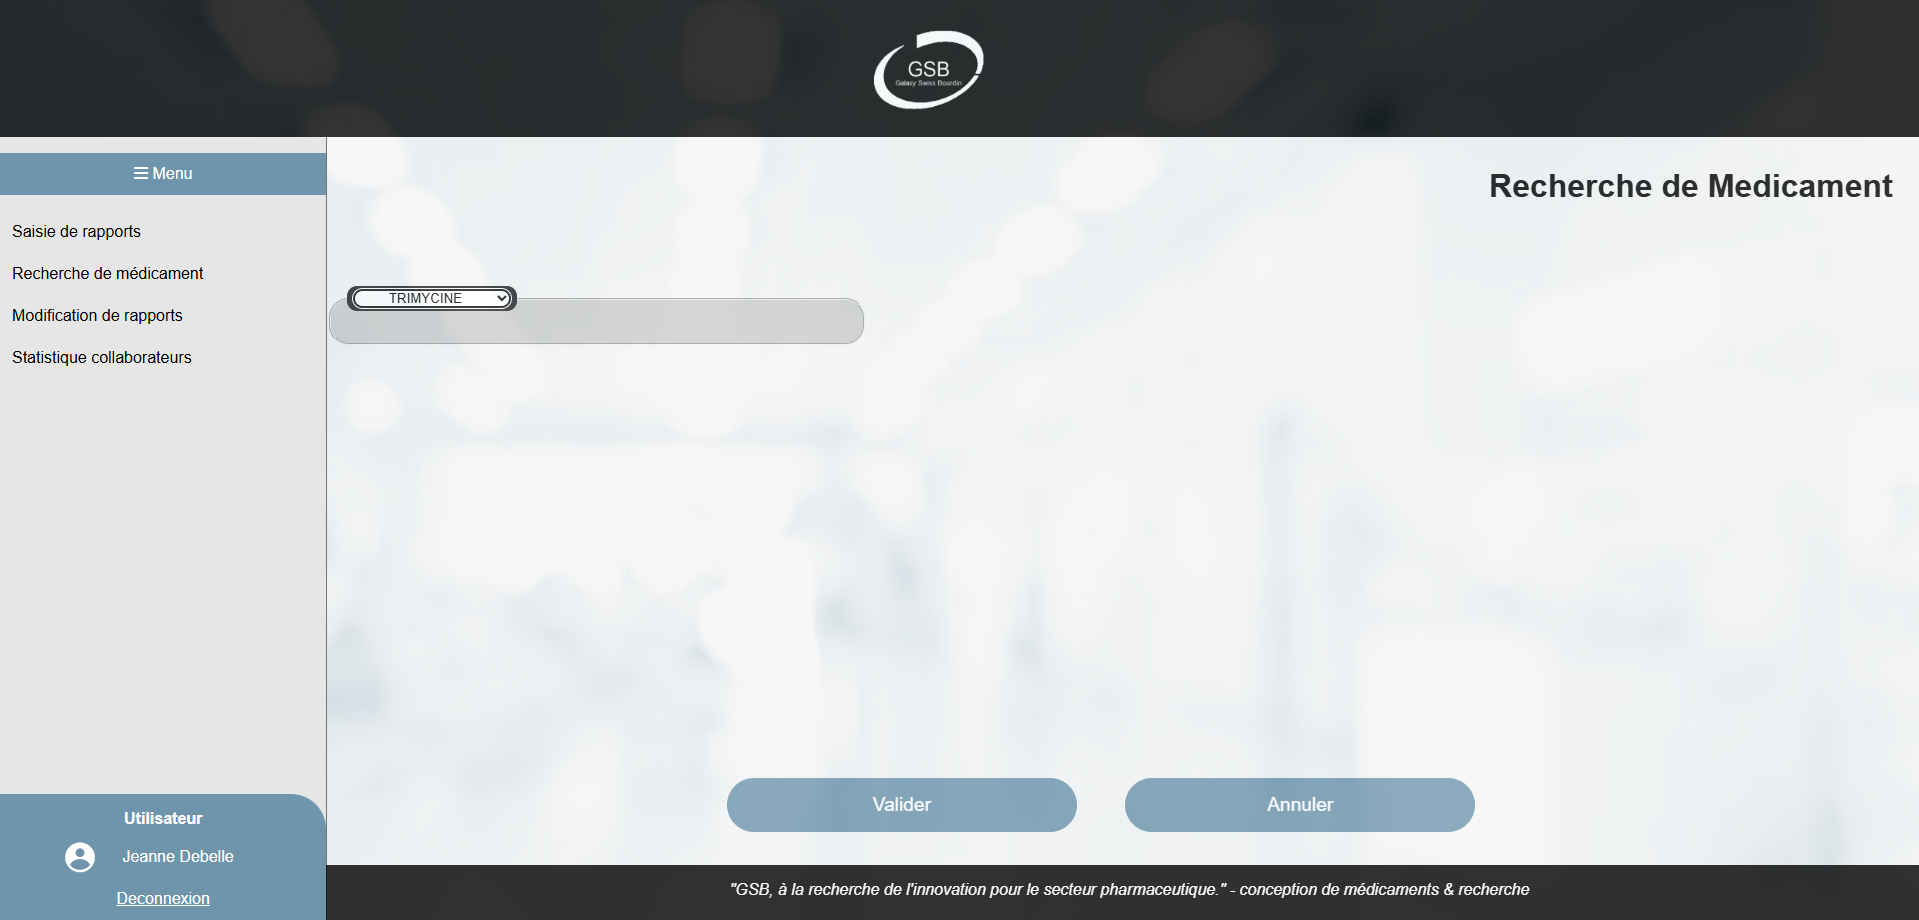 GSB
Galaxy Swiss Bourdin
Menu
Recherche de Medicament
Saisie de rapports
Recherche de médicament
Modification de rapports
Statistique collaborateurs
TRIMYCINE
Valider
Annuler
Utilisateur
Jeanne Debelle
Deconnexion
"GSB, à la recherche de l'innovation pour le secteur pharmaceutique." - conception de médicaments & recherche